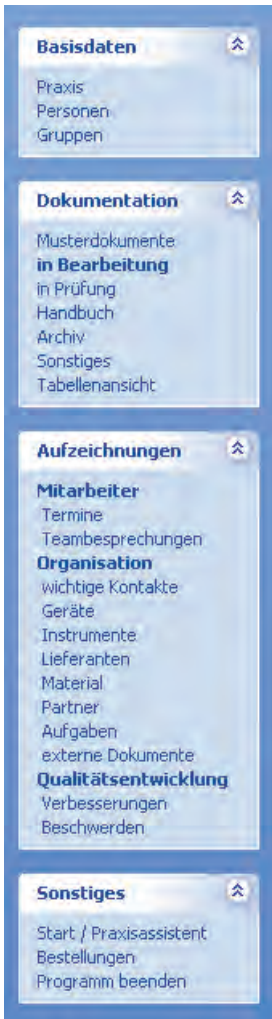 Basisdaten
Praxis
Personen
Gruppen
Dokumentation
Musterdokumente
in Bearbeitung
in Prüfung
Handbuch
Archiv
Sonstiges
Tabellenansicht
Aufzeichnungen
Mitarbeiter
Termine
Teambesprechungen
Organisation
wichtige Kontakte
Geräte
Instrumente
Lieferanten
Material
Partner
Aufgaben
externe Dokumente
Qualitätsentwicklung
Verbesserungen
Beschwerden
Sonstiges
Start / Praxisassistent
Bestellungen
Programm beenden